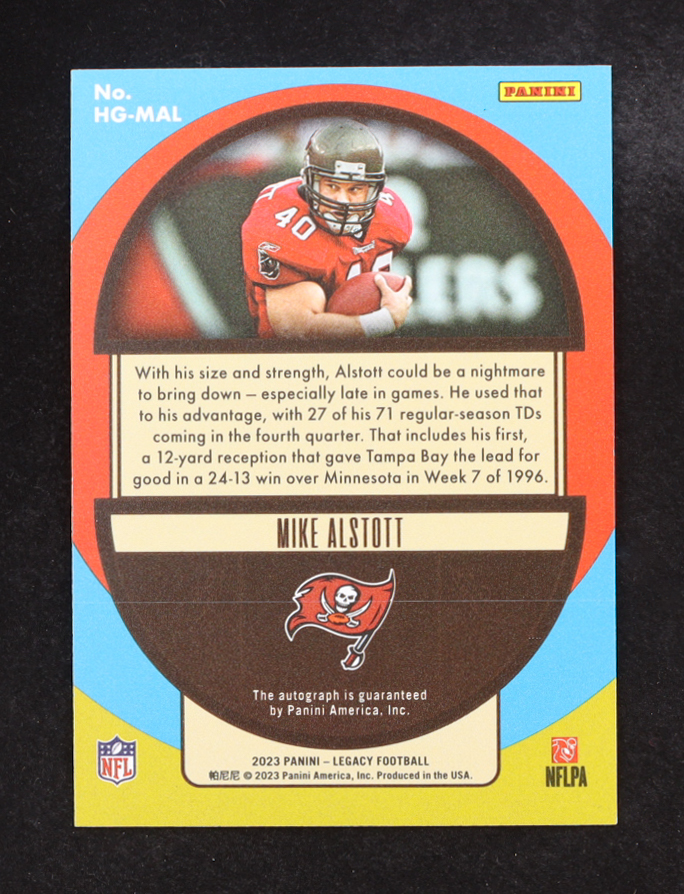 No.
HG-MAL
PANINI
40
ERS
With his size and strength, Alstott could be a nightmare
to bring down – especially late in games. He used that
to his advantage, with 27 of his 71 regular-season TDs
coming in the fourth quarter. That includes his first,
a 12-yard reception that gave Tampa Bay the lead for
good in a 24-13 win over Minnesota in Week 7 of 1996.
MIKE ALSTOTT
The autograph is guaranteed
by Panini America, Inc.
2023 PANINI – LEGACY FOOTBALL
帕尼尼 © 2023 Panini America, Inc. Produced in the USA.
NFL
NFLPA